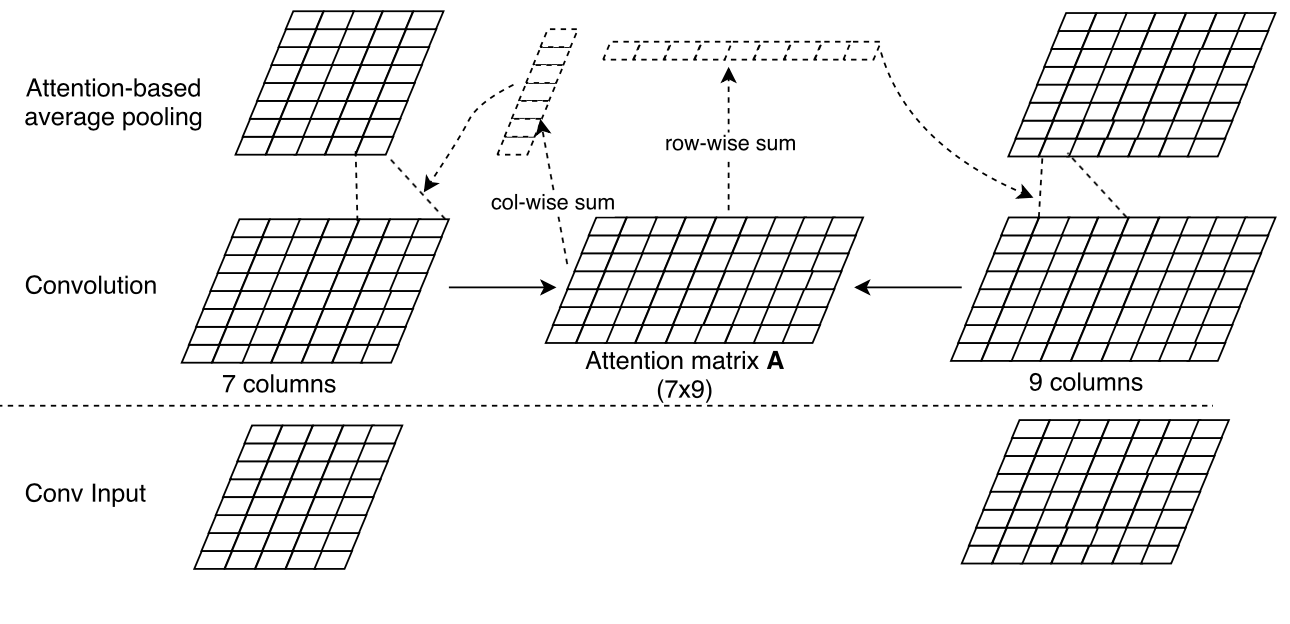 Attention-based
average pooling
row-wise sum
col-wise sum
Convolution
Attention matrix A
(7x9)
7 columns
9 columns
Conv Input